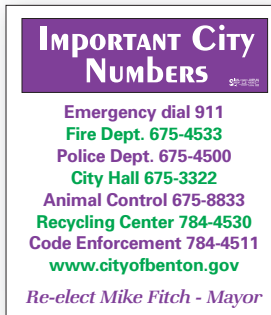 IMPORTANT CITY
NUMBERS
Emergency dial 911
Fire Dept. 675-4533
Police Dept. 675-4500
City Hall 675-3322
Animal Control 675-8833
Recycling Center 784-4530
Code Enforcement 784-4511
www.cityofbenton.gov
Re-elect Mike Fitch - Mayor